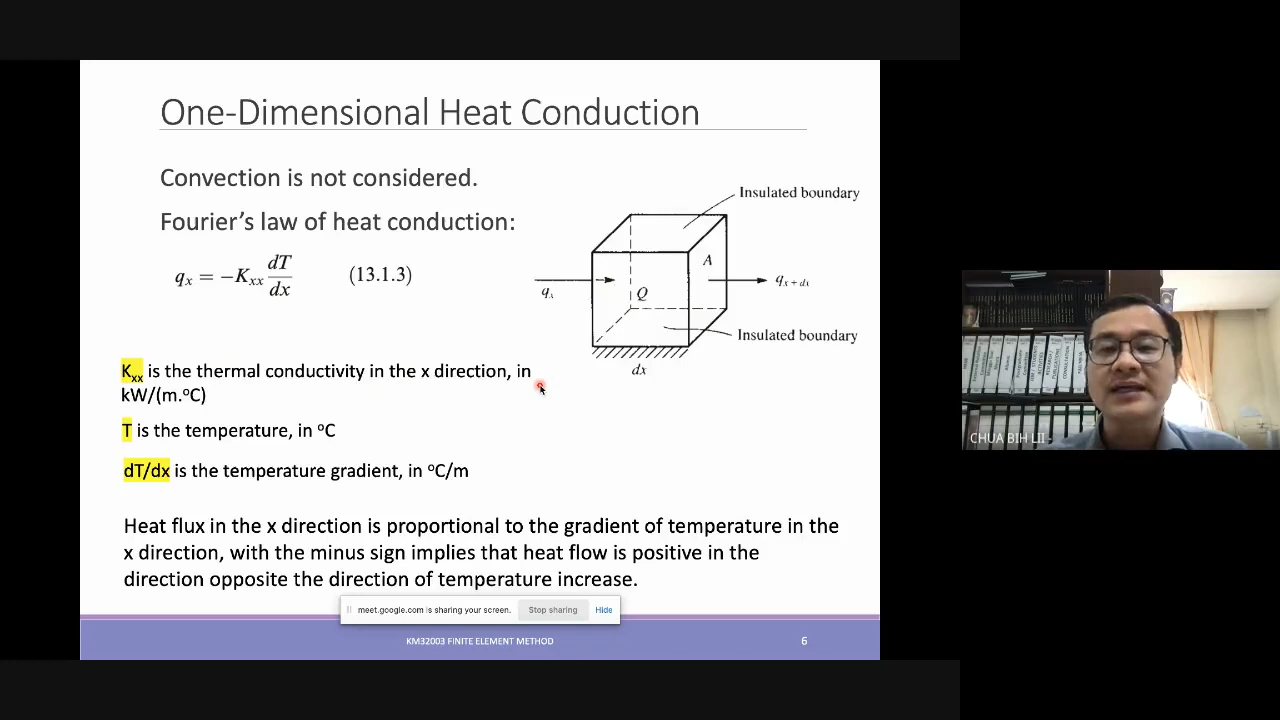 One-Dimensional Heat Conduction
Convection is not considered.
Fourier's law of heat conduction:
qx = −Kxx dT/dx (13.1.3)
Insulated boundary
A
qx
Q
qx + dx
Insulated boundary
dx
Kxx is the thermal conductivity in the x direction, in
kW/(m.°C)
T is the temperature, in °C
dT/dx is the temperature gradient, in °C/m
Heat flux in the x direction is proportional to the gradient of temperature in the
x direction, with the minus sign implies that heat flow is positive in the
direction opposite the direction of temperature increase.
meet.google.com is sharing your screen. Stop sharing Hide
KM32003 FINITE ELEMENT METHOD 6
CHUA BIH LII -